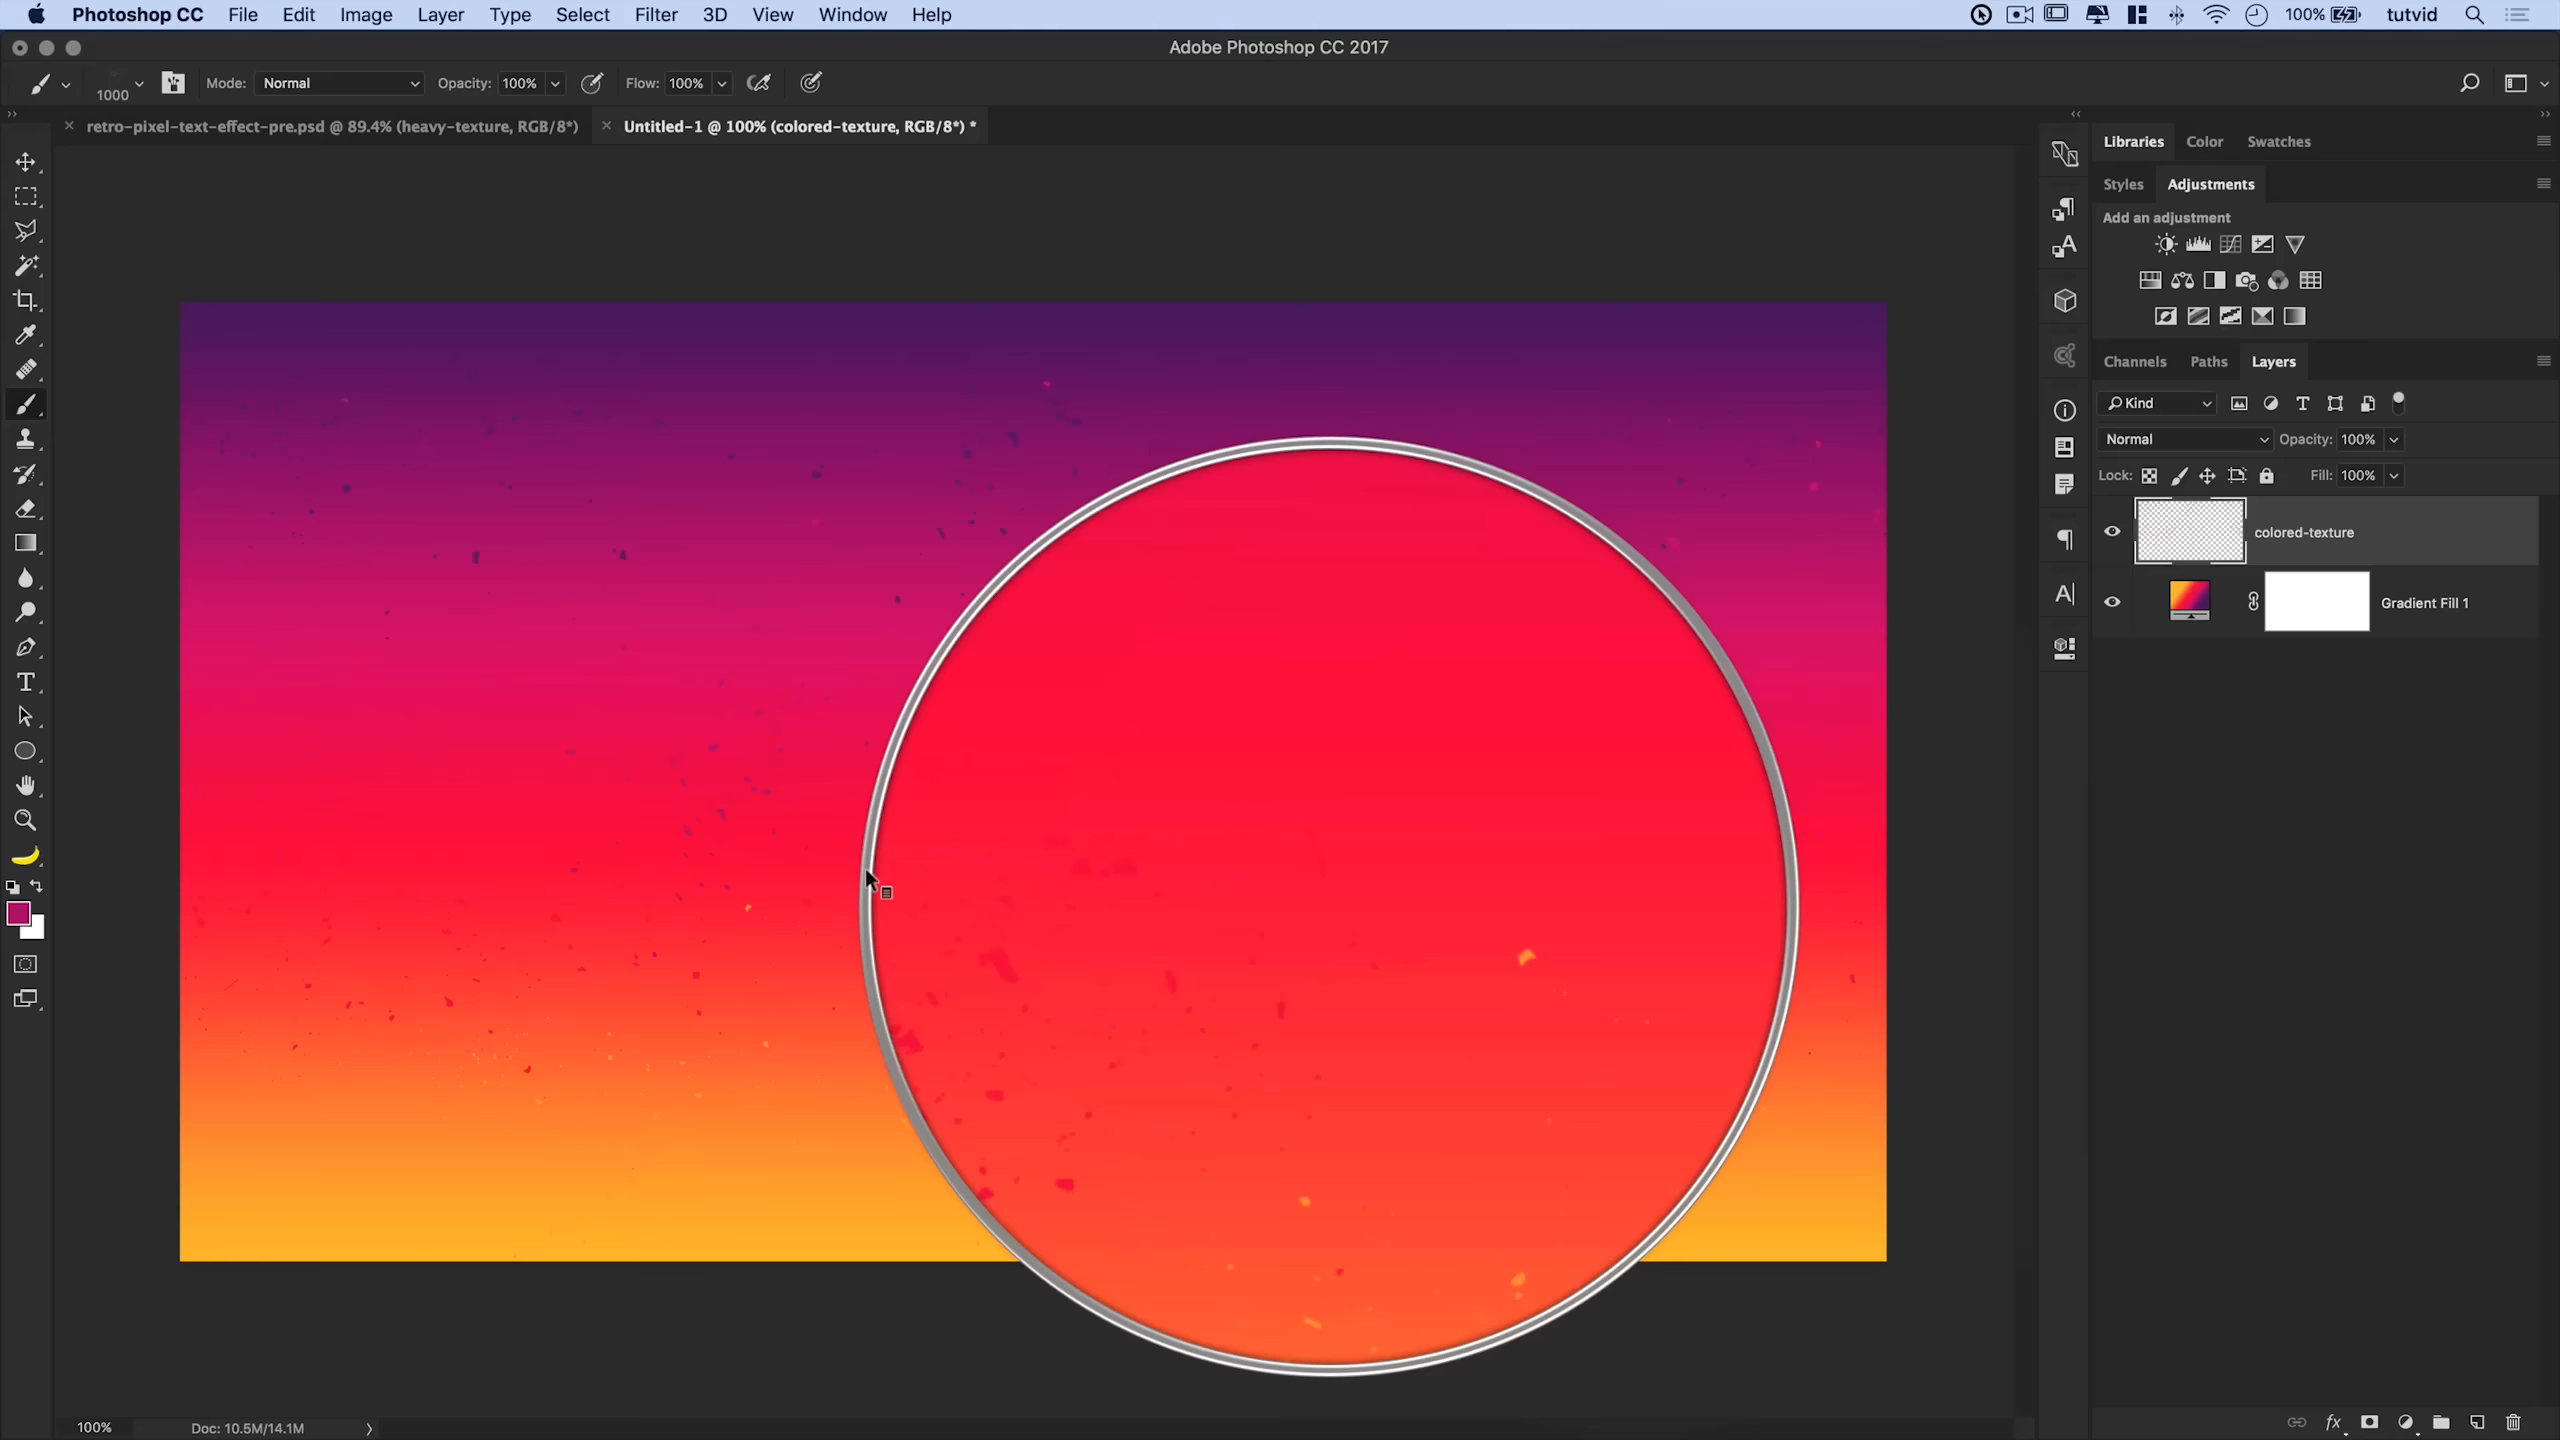 Photoshop CC File Edit Image Layer Type Select Filter 3D View Window Help 100% tutvid
Adobe Photoshop CC 2017
1000 Mode: Normal Opacity: 100% Flow: 100%
retro-pixel-text-effect-pre.psd @ 89.4% (heavy-texture, RGB/8*) Untitled-1 @ 100% (colored-texture, RGB/8*) *
Libraries Color Swatches
Styles Adjustments
Add an adjustment
Channels Paths Layers
Kind
Normal Opacity: 100%
Lock: Fill: 100%
colored-texture
Gradient Fill 1
100% Doc: 10.5M/14.1M